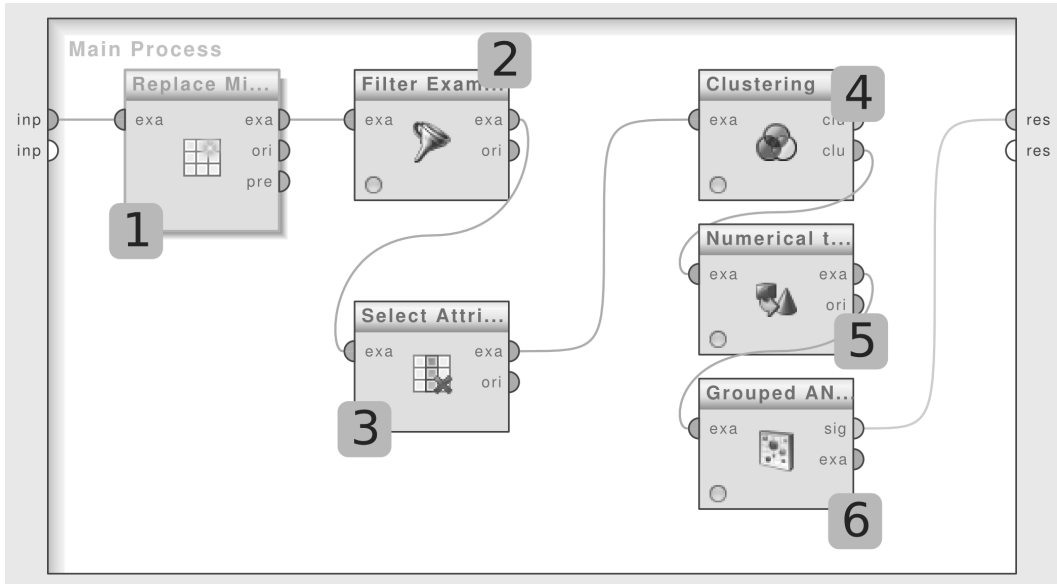 Main Process
1
Replace Mi...
inp
inp
exa
exa
ori
pre
2
Filter Exam...
exa
exa
ori
3
Select Attri...
exa
exa
ori
4
Clustering
exa
clu
clu
5
Numerical t...
exa
exa
ori
6
Grouped AN...
exa
sig
exa
res
res